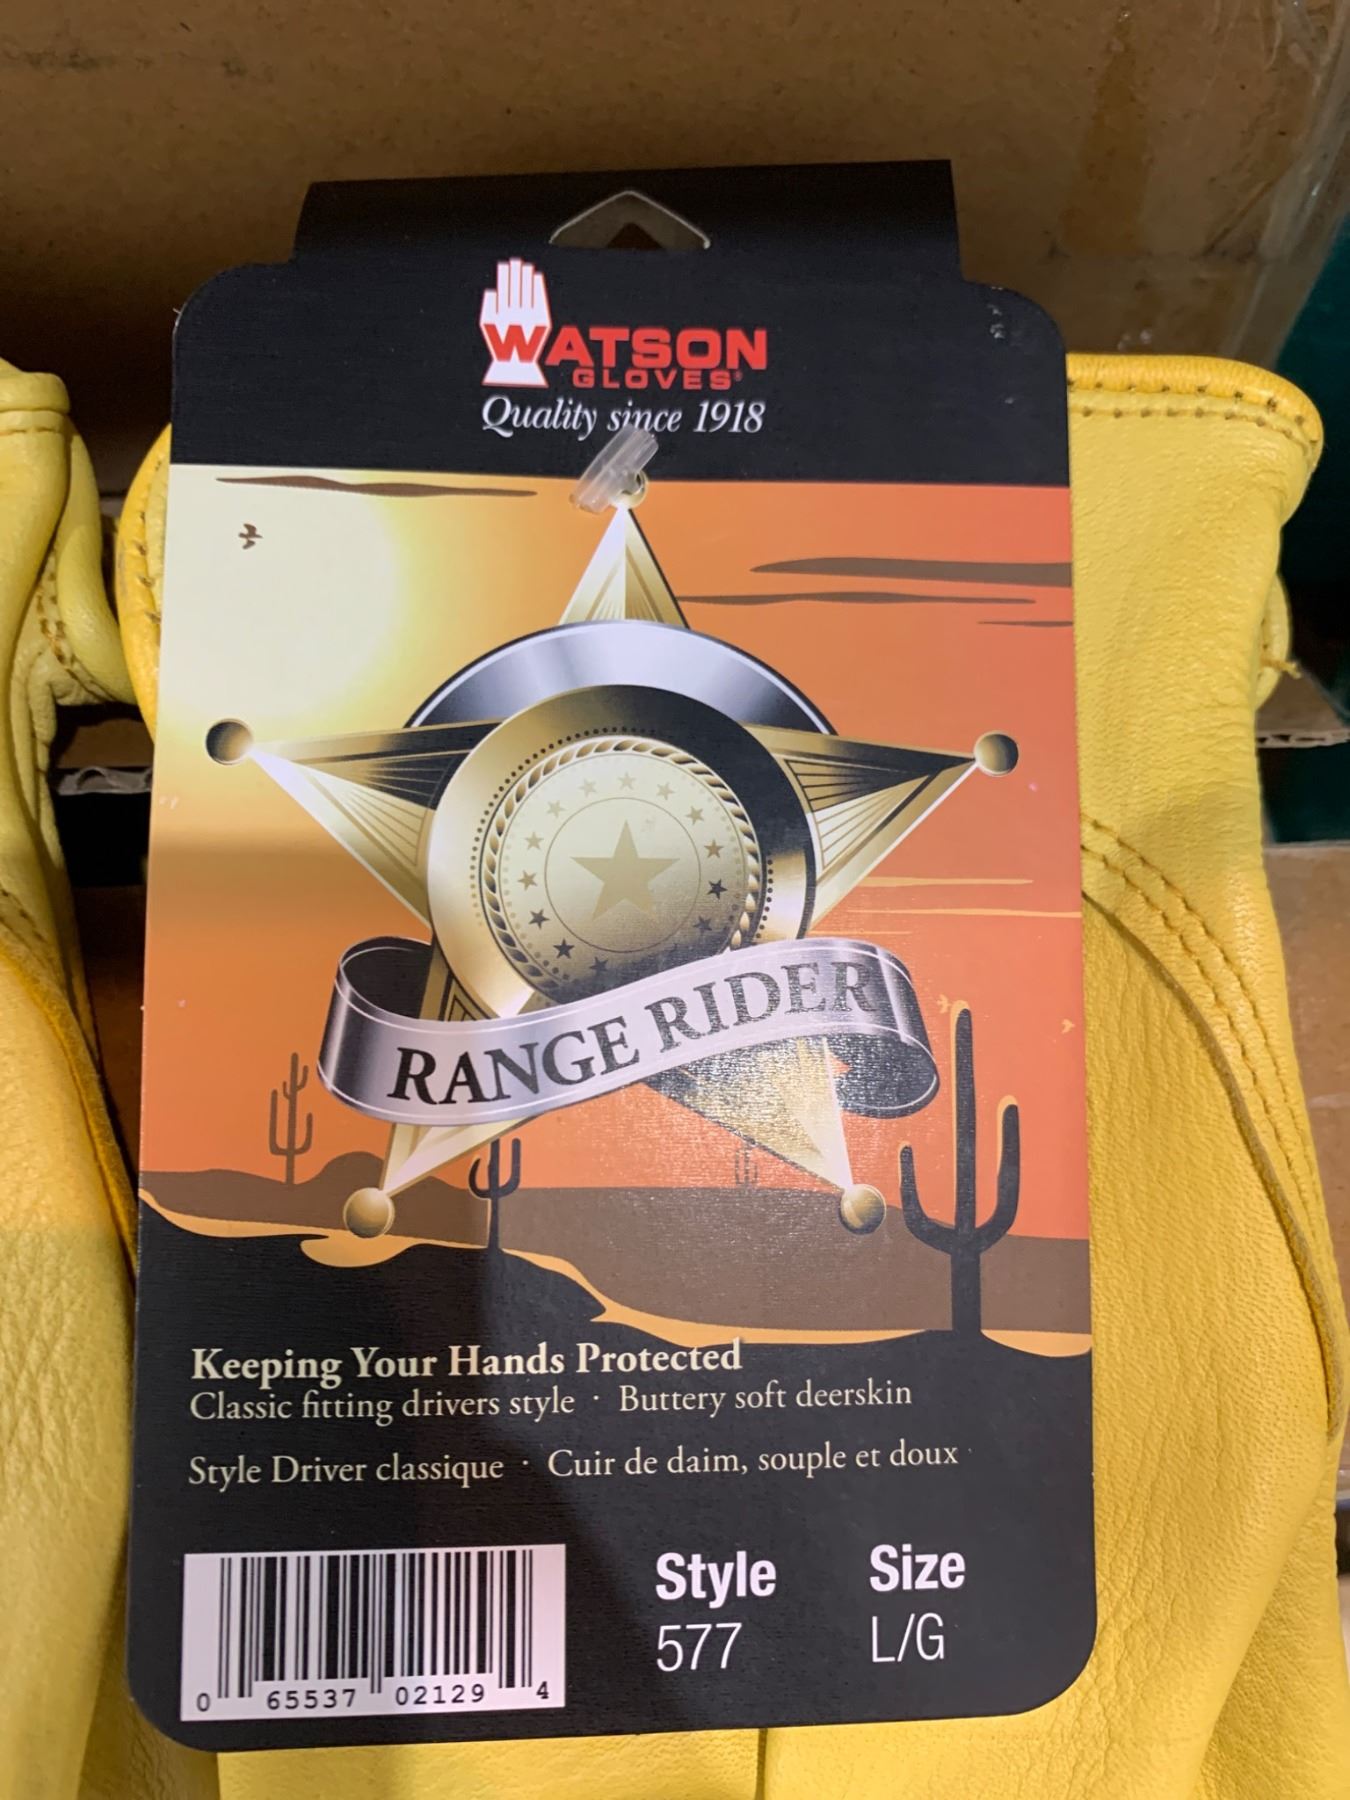 WATSON
GLOVES®
Quality since 1918
RANGE RIDER
Keeping Your Hands Protected
Classic fitting drivers style · Buttery soft deerskin
Style Driver classique · Cuir de daim, souple et doux
Style
577
Size
L/G
0 65537 02129 4